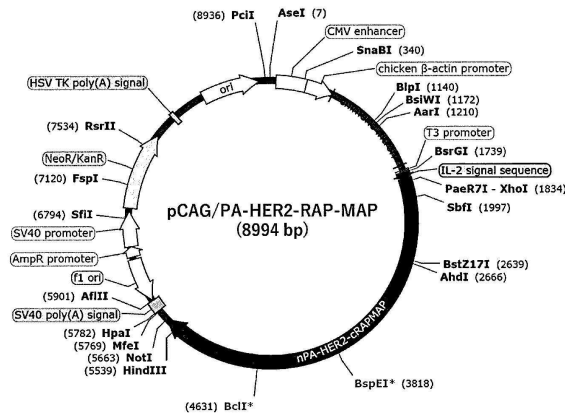 (8936) PciI
AseI (7)
CMV enhancer
SnaBI (340)
chicken β-actin promoter
BlpI (1140)
BsiWI (1172)
AarI (1210)
T3 promoter
BsrGI (1739)
IL-2 signal sequence
PaeR7I - XhoI (1834)
SbfI (1997)
BstZ17I (2639)
AhdI (2666)
nPA-HER2-cRAPMAP
BspEI* (3818)
(4631) BclI*
HindIII
(5539)
NotI
(5663)
MfeI
(5769)
HpaI
(5782)
SV40 poly(A) signal
(5901) AflII
f1 ori
AmpR promoter
SV40 promoter
(6794) SfiI
(7120) FspI
NeoR/KanR
(7534) RsrII
HSV TK poly(A) signal
ori
pCAG/PA-HER2-RAP-MAP
(8994 bp)